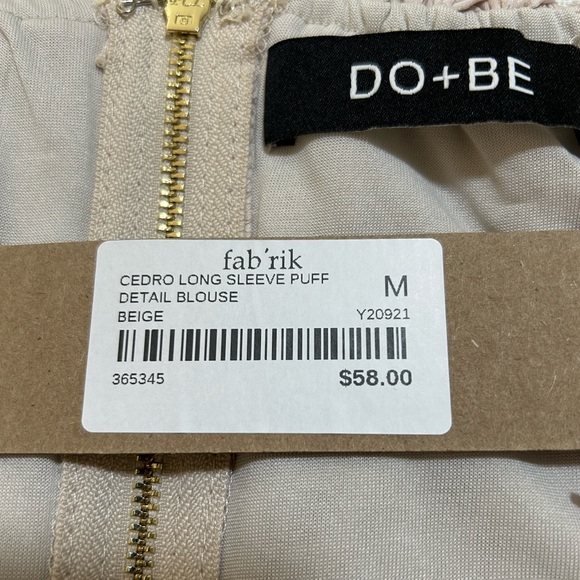 DO+BE
fab'rik
CEDRO LONG SLEEVE PUFF
DETAIL BLOUSE
M
BEIGE
Y20921
365345
$58.00